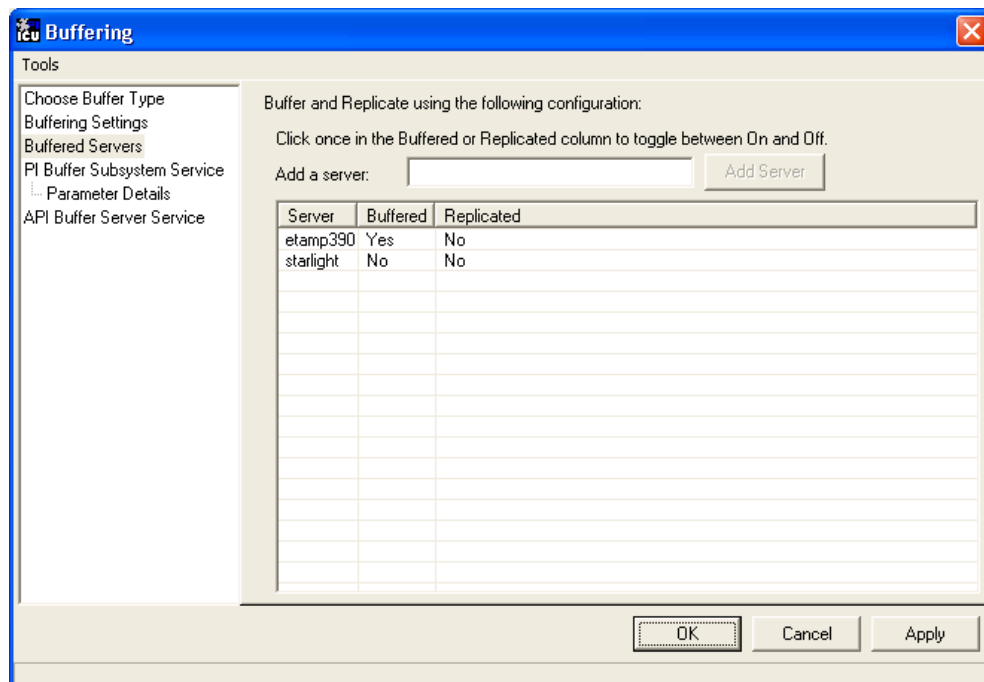 ICU Buffering
Tools
Choose Buffer Type
Buffering Settings
Buffered Servers
PI Buffer Subsystem Service
Parameter Details
API Buffer Server Service
Buffer and Replicate using the following configuration:
Click once in the Buffered or Replicated column to toggle between On and Off.
Add a server: Add Server
Server Buffered Replicated
etamp390 Yes No
starlight No No
OK Cancel Apply